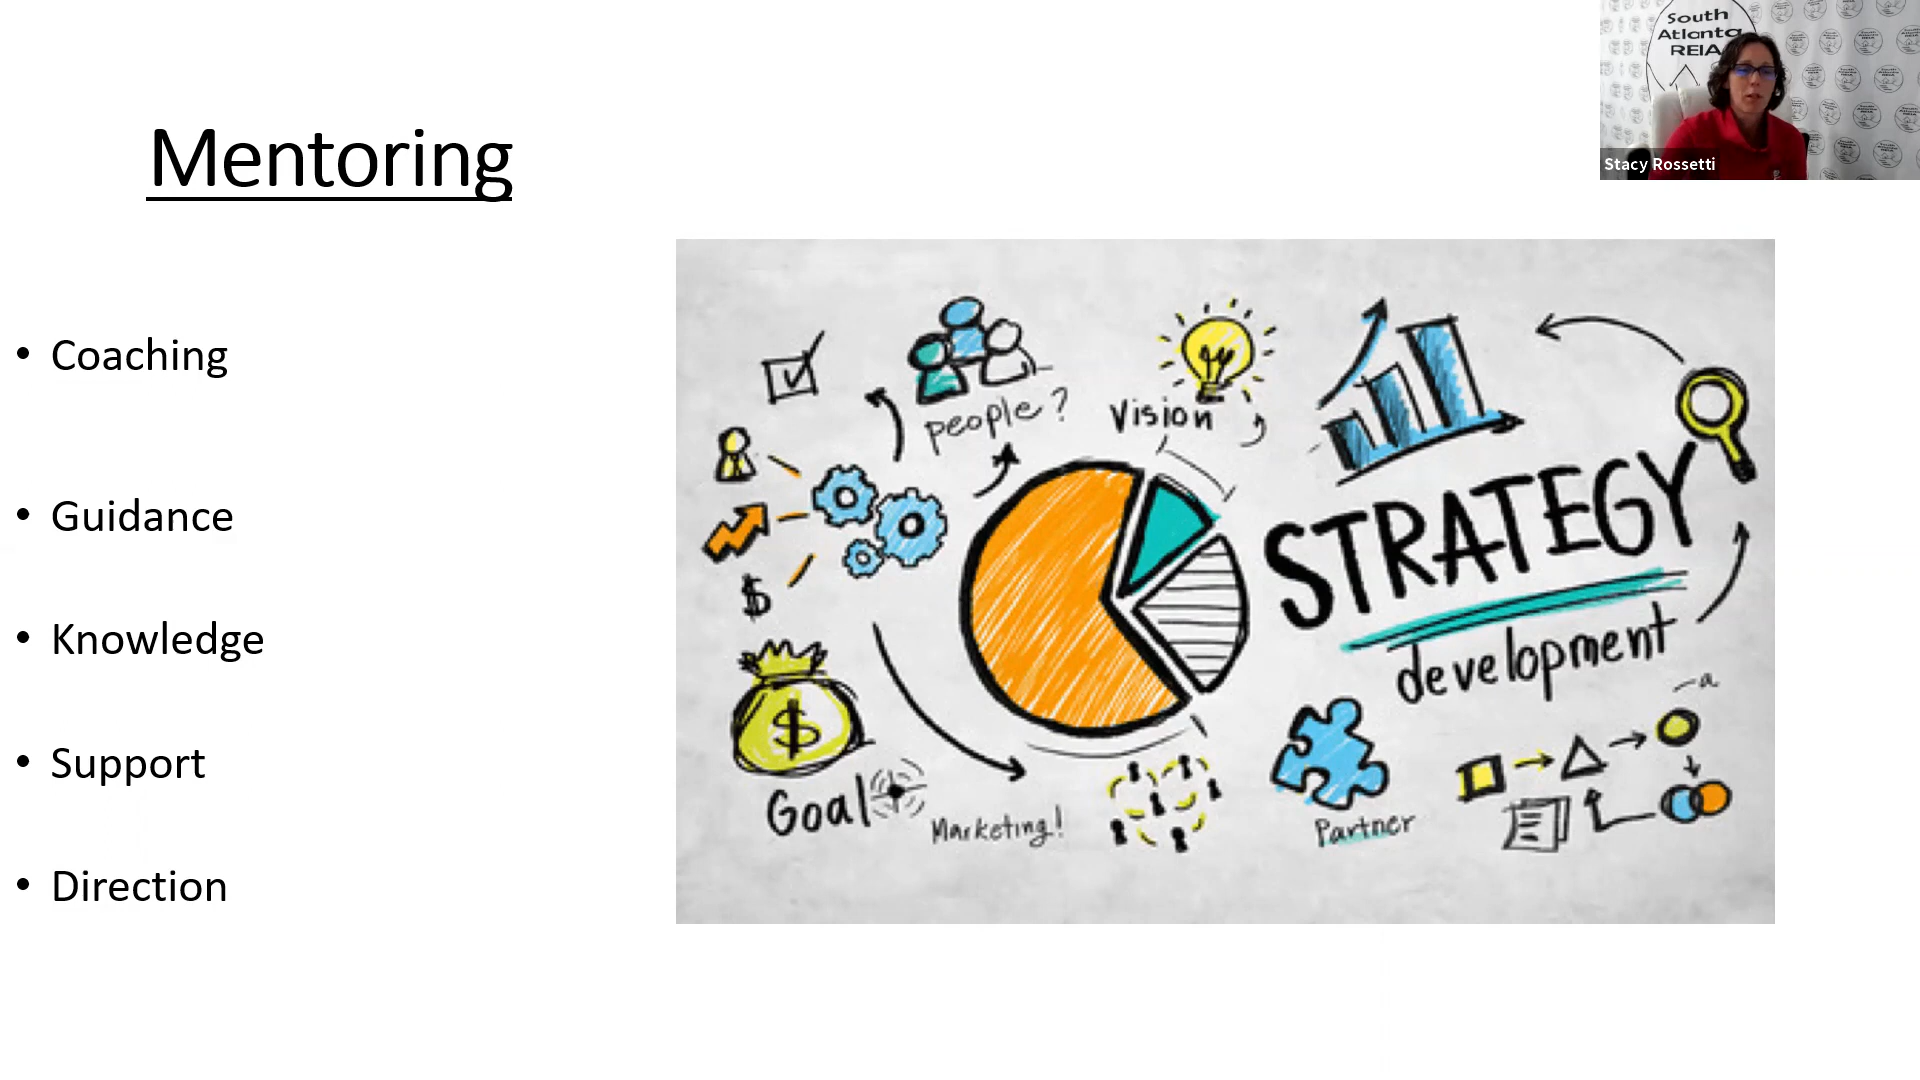 Mentoring
South
Atlanta
REIA
Stacy Rossetti
• Coaching
• Guidance
• Knowledge
• Support
• Direction
people?
Vision
$
STRATEGY
development
$
Goal
Marketing!
Partner
a